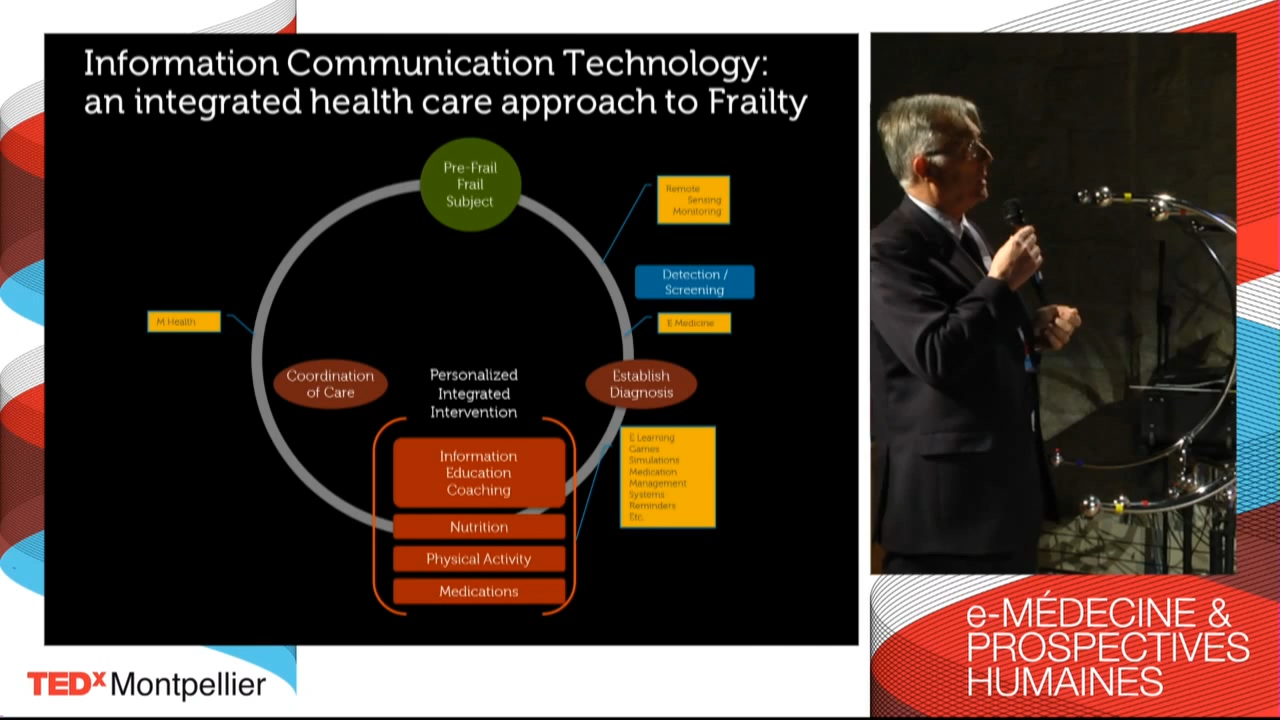 Information Communication Technology:
an integrated health care approach to Frailty
Pre-Frail
Frail
Subject
Remote
Sensing
Monitoring
Detection /
Screening
M Health
E Medicine
Coordination
of Care
Personalized
Integrated
Intervention
Establish
Diagnosis
Information
Education
Coaching
Nutrition
Physical Activity
Medications
E Learning
Games
Simulations
Medication
Management
Systems
Reminders
Etc.
TEDx Montpellier
e-MÉDECINE &
PROSPECTIVES
HUMAINES